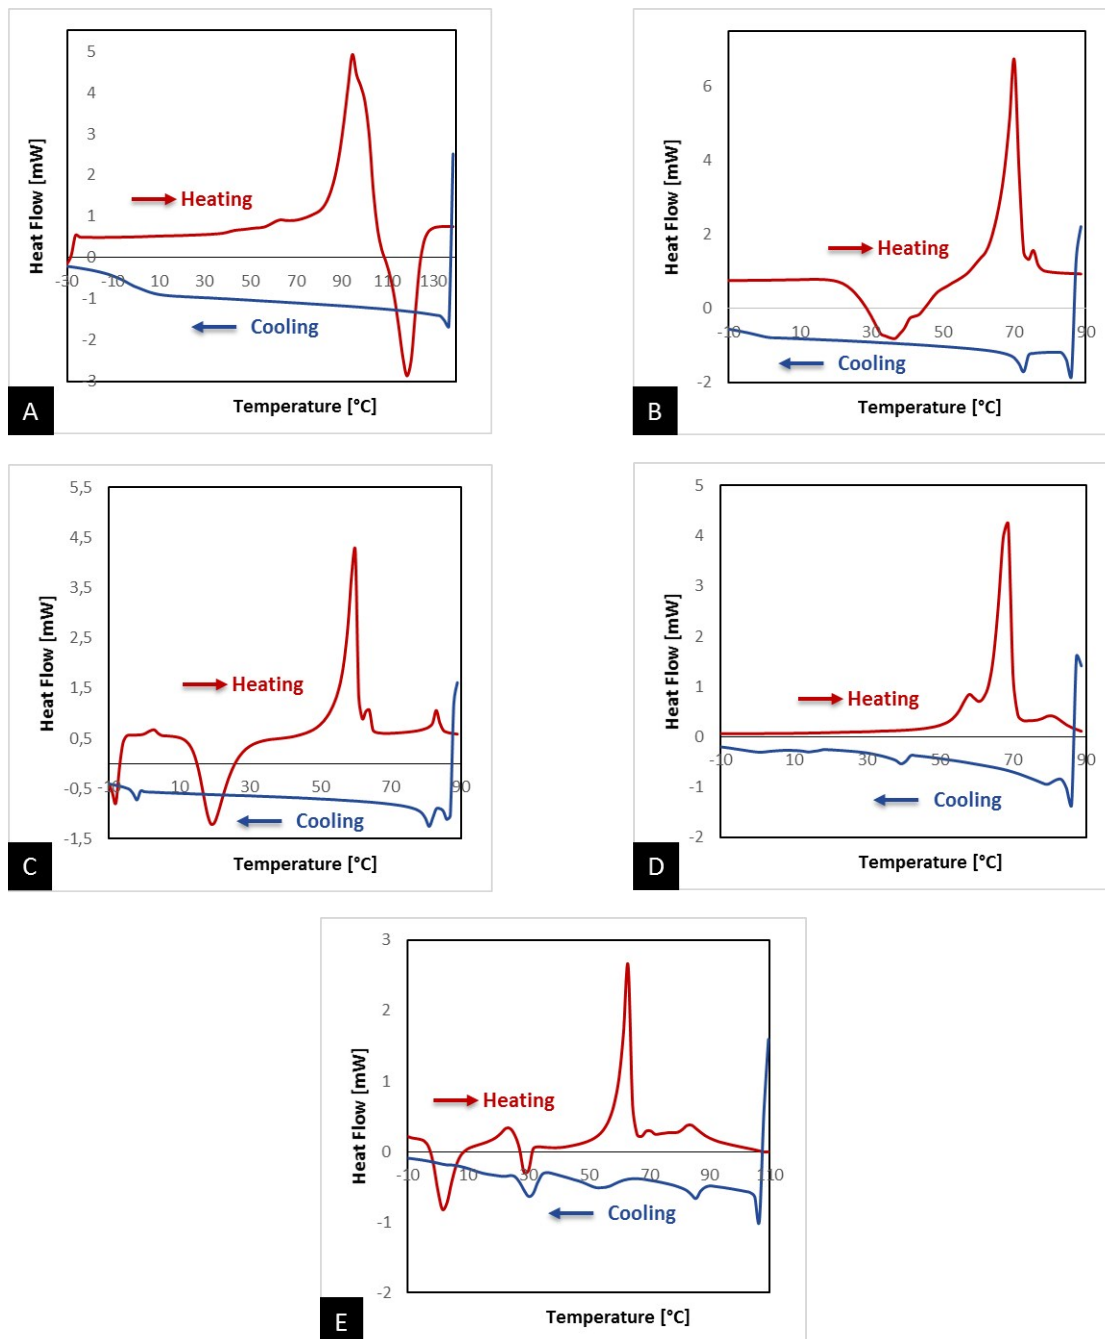 5
4
3
2
1
0
-1
-2
-3
-30 -10 10 30 50 70 90 110 130
Heat Flow [mW]
Heating
Cooling
Temperature [°C]
A
6
4
2
0
-2
-10 10 30 50 70 90
Heat Flow [mW]
Heating
Cooling
Temperature [°C]
B
5,5
4,5
3,5
2,5
1,5
0,5
-0,5
-1,5
-10 10 30 50 70 90
Heat Flow [mW]
Heating
Cooling
Temperature [°C]
C
5
4
3
2
1
0
-1
-2
-10 10 30 50 70 90
Heat Flow [mW]
Heating
Cooling
Temperature [°C]
D
3
2
1
0
-1
-2
-10 10 30 50 70 90 110
Heat Flow [mW]
Heating
Cooling
Temperature [°C]
E